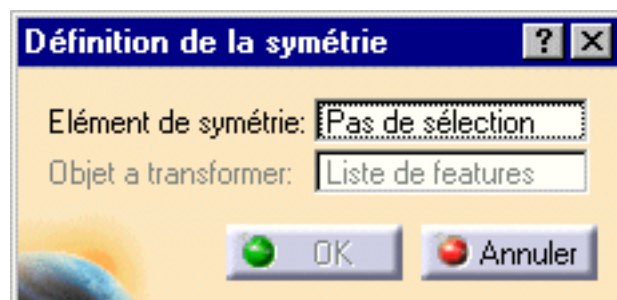 Définition de la symétrie ? X
Elément de symétrie: Pas de sélection
Objet a transformer: Liste de features
OK Annuler